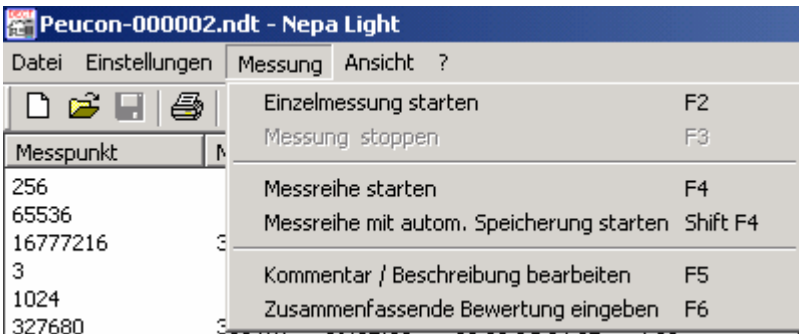 Peucon-000002.ndt - Nepa Light
Datei Einstellungen Messung Ansicht ?
Einzelmessung starten F2
Messung stoppen F3
Messpunkt
256
Messreihe starten F4
65536
Messreihe mit autom. Speicherung starten Shift F4
16777216
3
Kommentar / Beschreibung bearbeiten F5
1024
Zusammenfassende Bewertung eingeben F6
327680